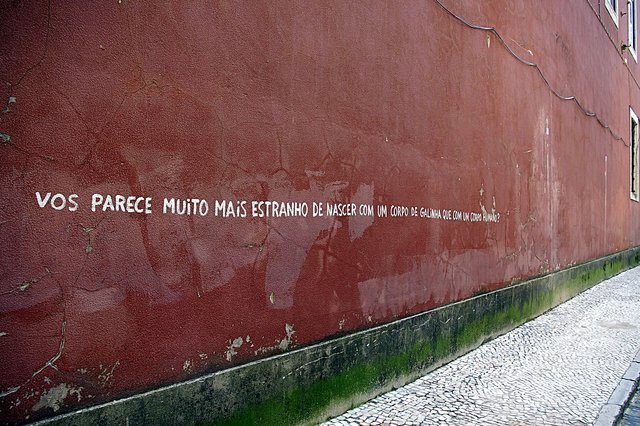 VOS PARECE MUiTO MAiS ESTRANHO DE NASCER COM UM CORPO DE GALiNHA QUE COM UM CORPO HUMANO?